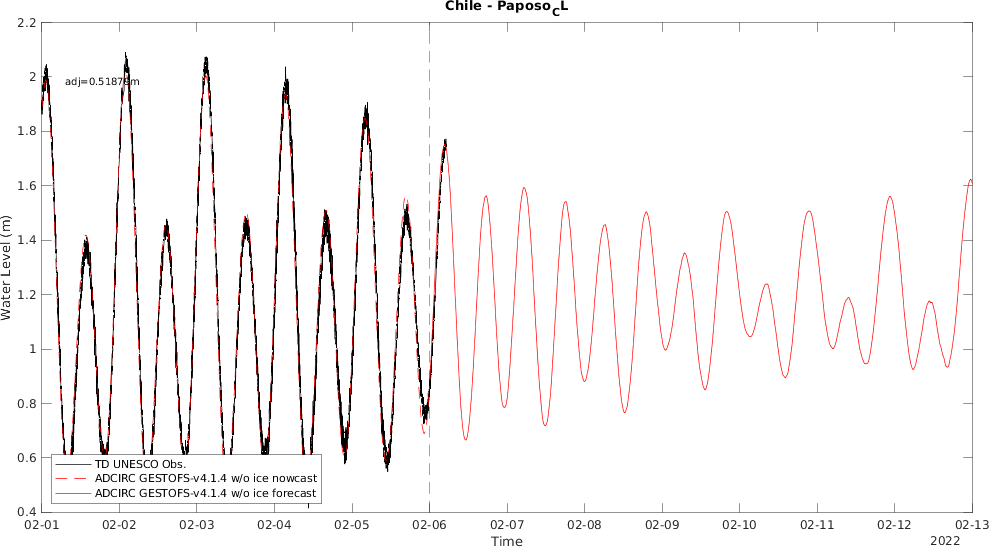 Chile - Paposo_CL
2.2
2
1.8
1.6
1.4
1.2
1
0.8
0.6
0.4
Water Level (m)
adj=0.51876m
TD UNESCO Obs.
ADCIRC GESTOFS-v4.1.4 w/o ice nowcast
ADCIRC GESTOFS-v4.1.4 w/o ice forecast
02-01 02-02 02-03 02-04 02-05 02-06 02-07 02-08 02-09 02-10 02-11 02-12 02-13
Time
2022